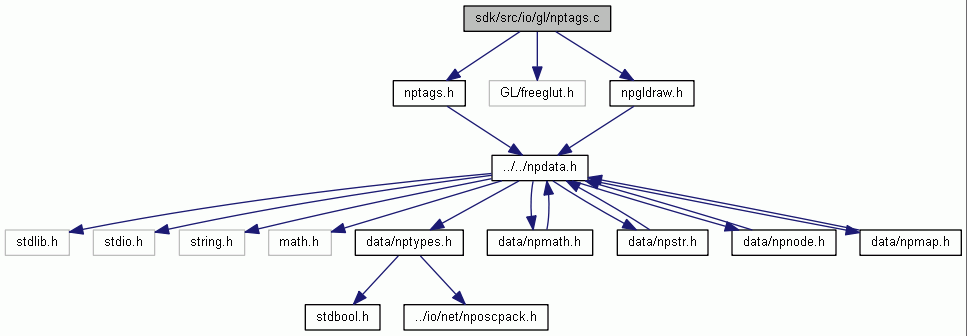 sdk/src/io/gl/nptags.c
nptags.h
GL/freeglut.h
npgldraw.h
../../npdata.h
stdlib.h
stdio.h
string.h
math.h
data/nptypes.h
data/npmath.h
data/npstr.h
data/npnode.h
data/npmap.h
stdbool.h
../io/net/nposcpack.h